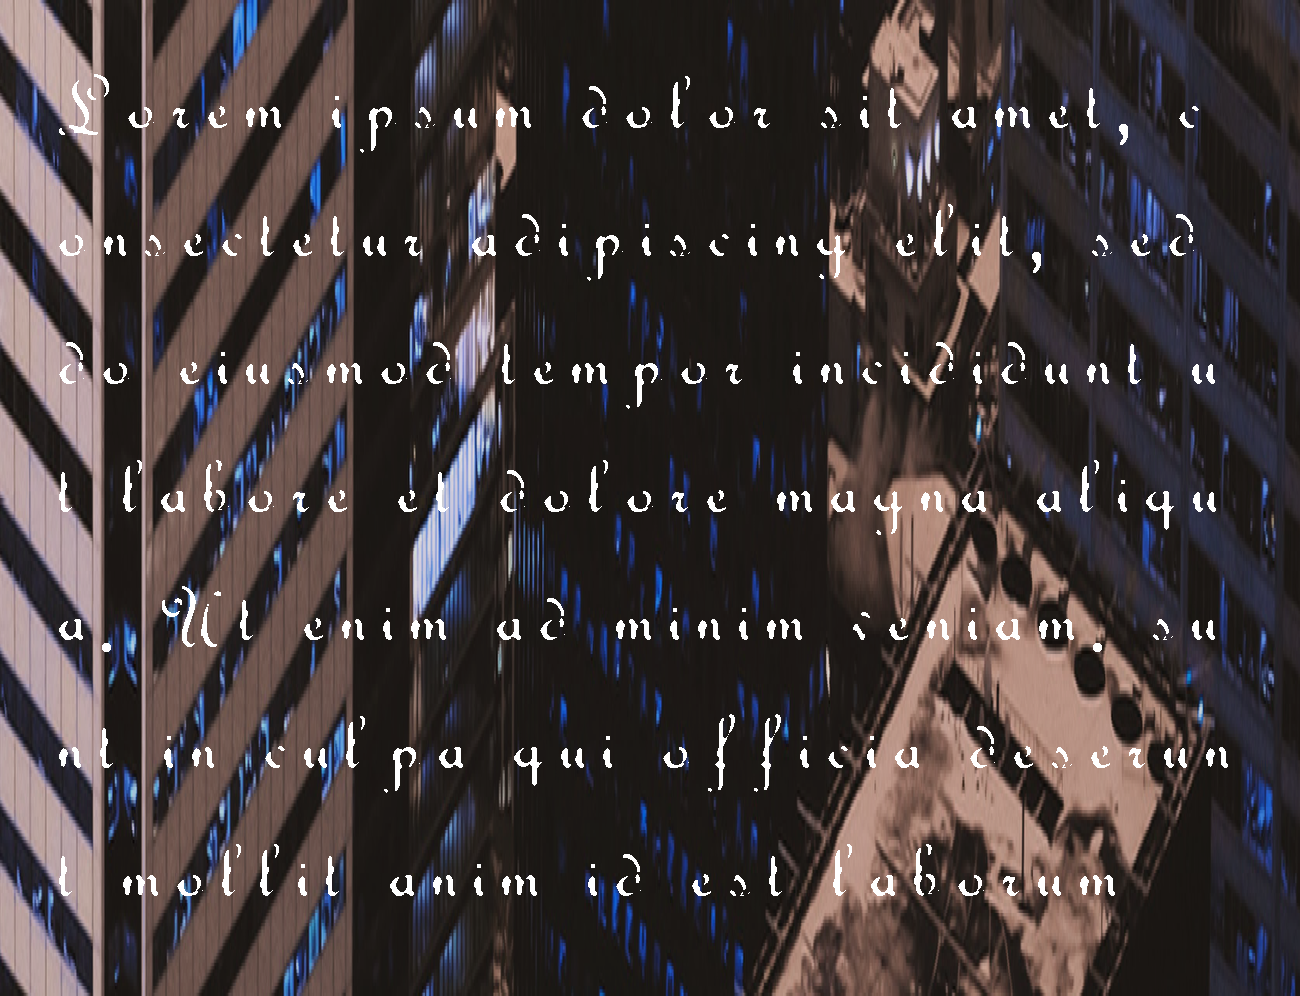 Lorem ipsum dolor sit amet, c
onsectetur adipiscing elit, sed
do eiusmod tempor incididunt u
t labore et dolore magna aliqu
a. Ut enim ad minim veniam. su
nt in culpa qui officia deserun
t mollit anim id est laborum